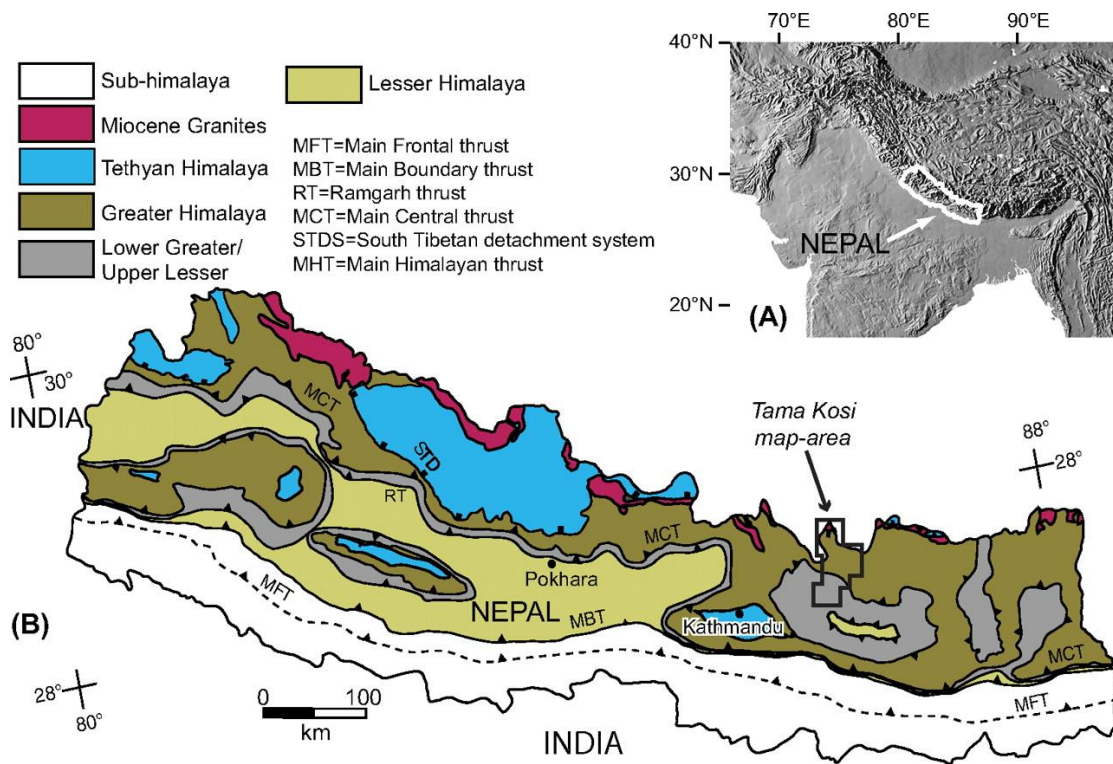 70°E
80°E
90°E
40°N
30°N
20°N
NEPAL
(A)
Sub-himalaya
Miocene Granites
Tethyan Himalaya
Greater Himalaya
Lower Greater/
Upper Lesser
Lesser Himalaya
MFT=Main Frontal thrust
MBT=Main Boundary thrust
RT=Ramgarh thrust
MCT=Main Central thrust
STDS=South Tibetan detachment system
MHT=Main Himalayan thrust
80°
30°
INDIA
MCT
STD
RT
Tama Kosi
map-area
88°
28°
MCT
Pokhara
NEPAL
MBT
Kathmandu
MFT
(B)
MCT
MFT
28°
80°
0 100
km
INDIA